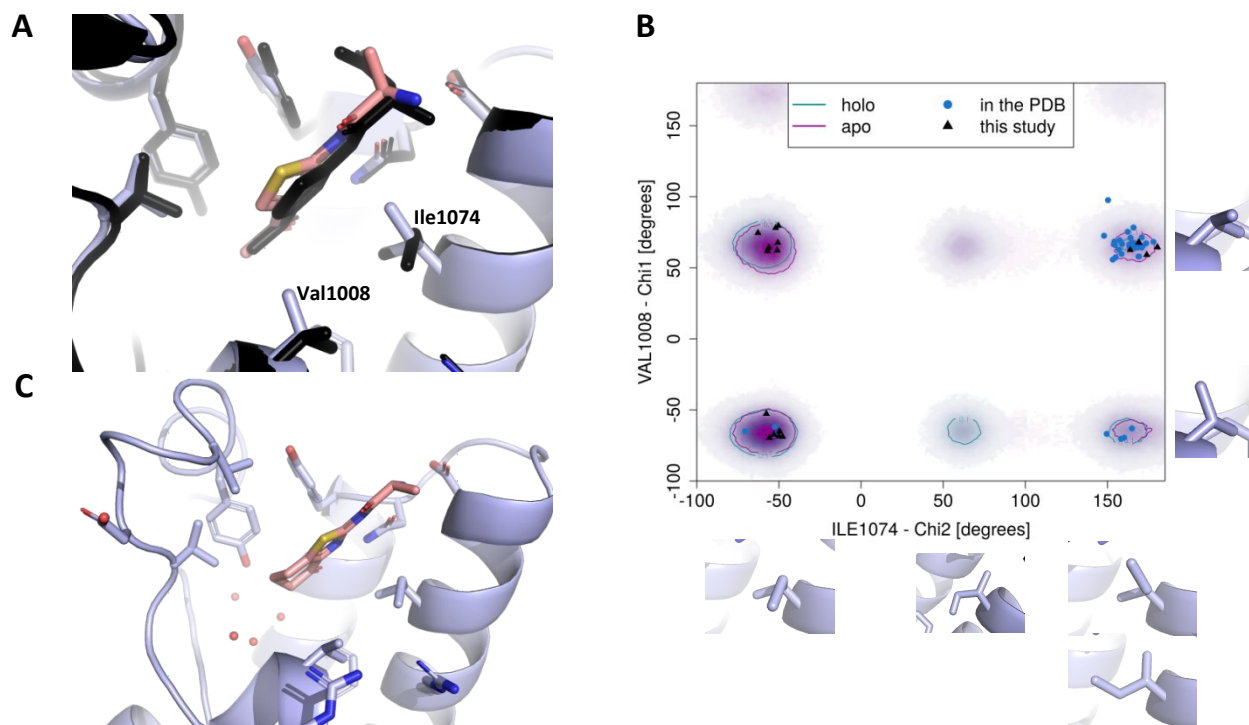 A
Ile1074
Val1008
B
holo
apo
in the PDB
this study
VAL1008 - Chi1 [degrees]
150
100
50
0
-50
-100
-100
-50
0
50
100
150
ILE1074 - Chi2 [degrees]
C